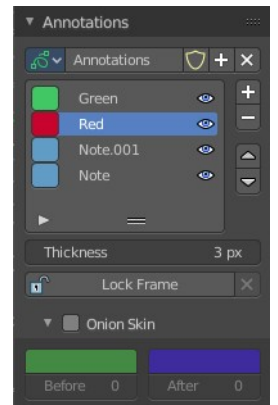 Annotations
Annotations
Green
Red
Note.001
Note
Thickness 3 px
Lock Frame
Onion Skin
Before 0 After 0